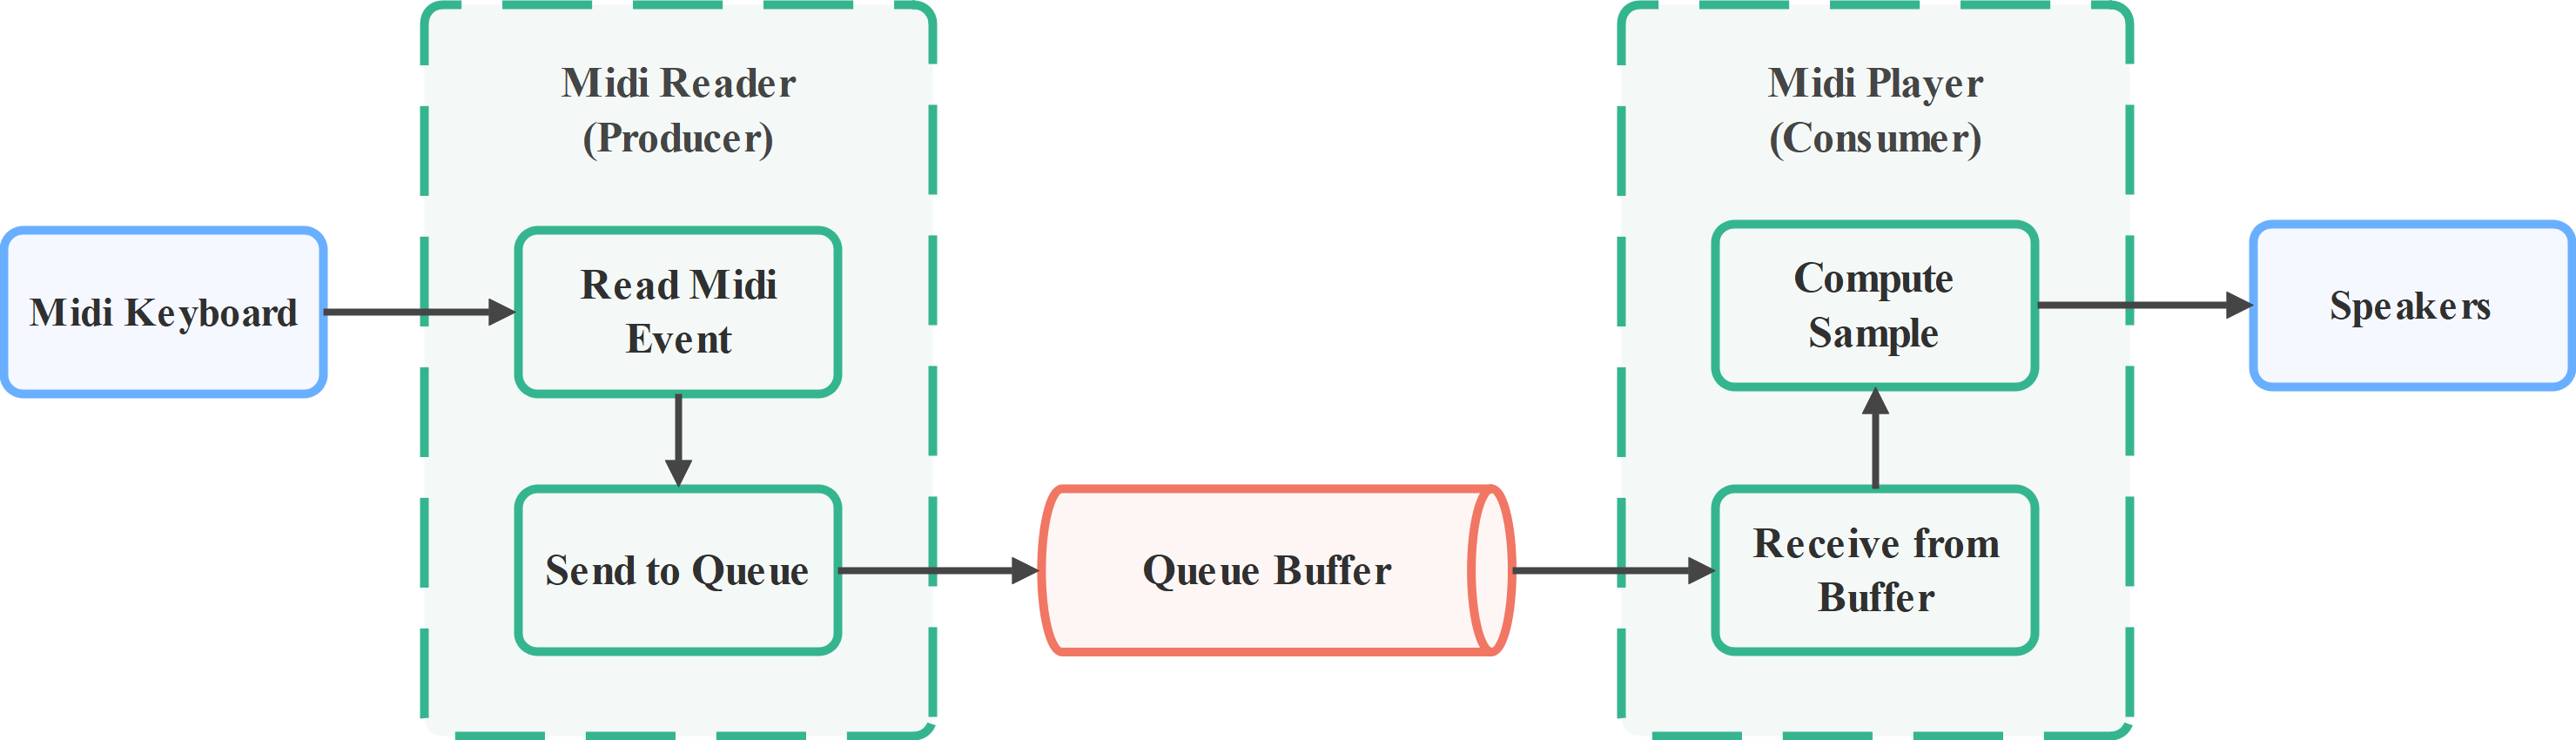 Midi Reader
(Producer)
Midi Player
(Consumer)
Midi Keyboard
Read Midi
Event
Compute
Sample
Speakers
Send to Queue
Queue Buffer
Receive from
Buffer